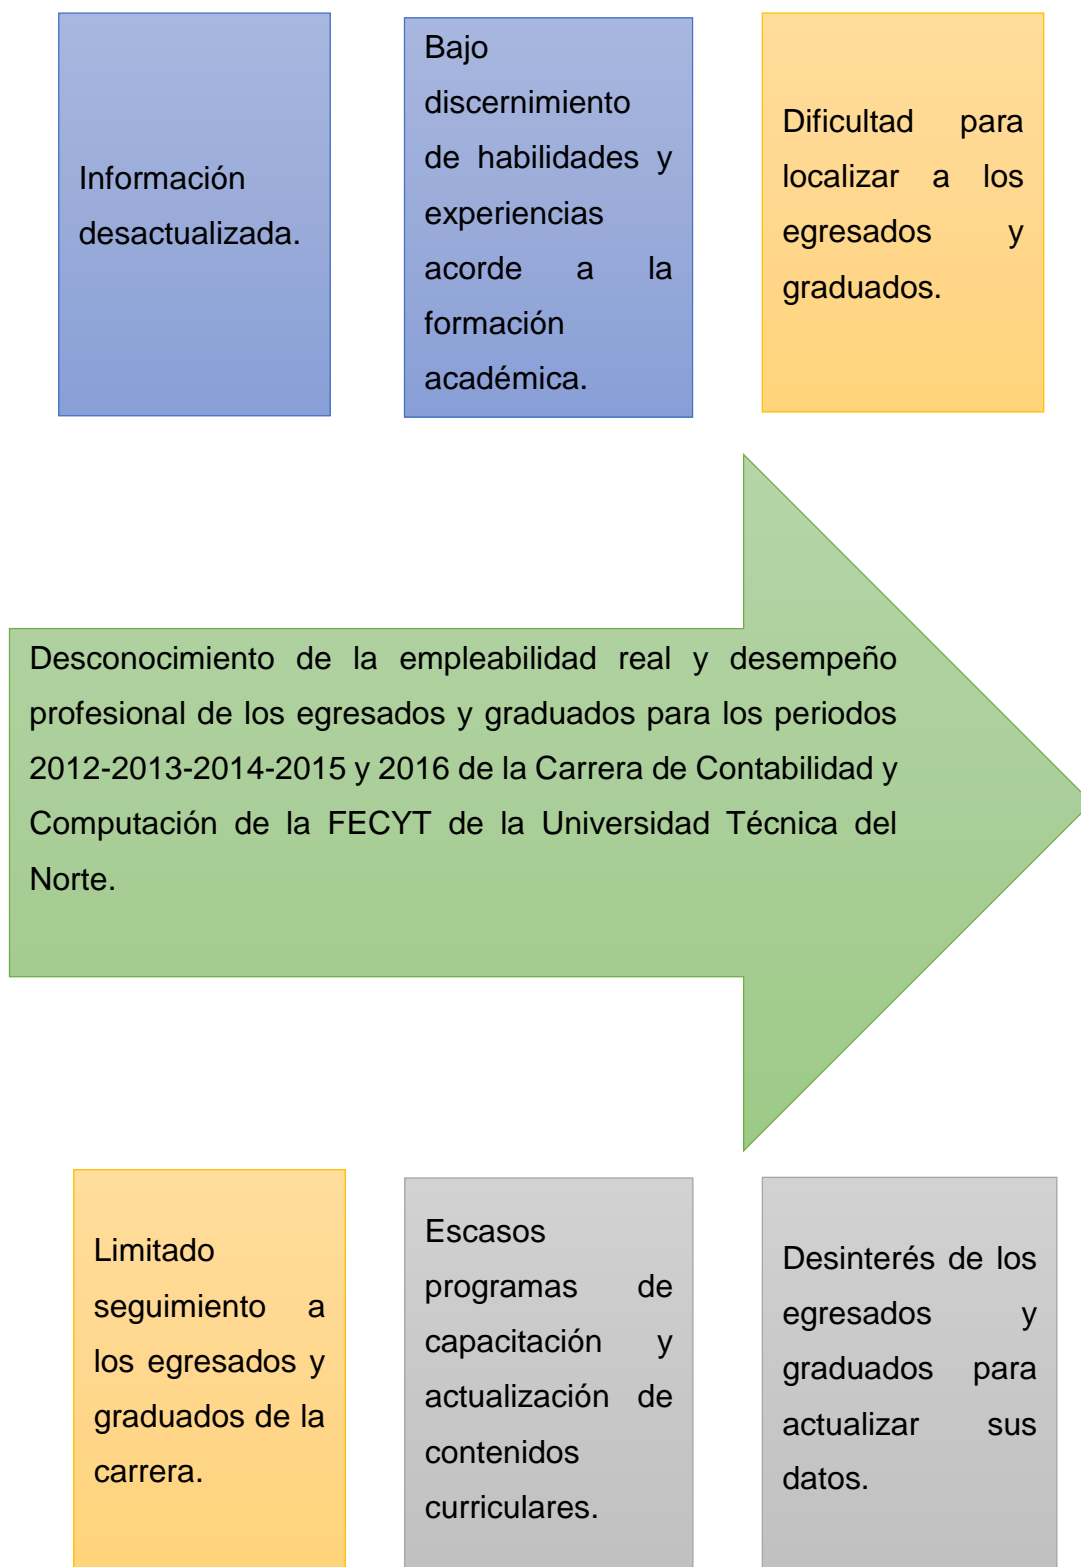 Información
desactualizada.
Bajo
discernimiento
de habilidades y
experiencias
acorde a la
formación
académica.
Dificultad para
localizar a los
egresados y
graduados.
Desconocimiento de la empleabilidad real y desempeño
profesional de los egresados y graduados para los periodos
2012-2013-2014-2015 y 2016 de la Carrera de Contabilidad y
Computación de la FECYT de la Universidad Técnica del
Norte.
Limitado
seguimiento a
los egresados y
graduados de la
carrera.
Escasos
programas de
capacitación y
actualización de
contenidos
curriculares.
Desinterés de los
egresados y
graduados para
actualizar sus
datos.